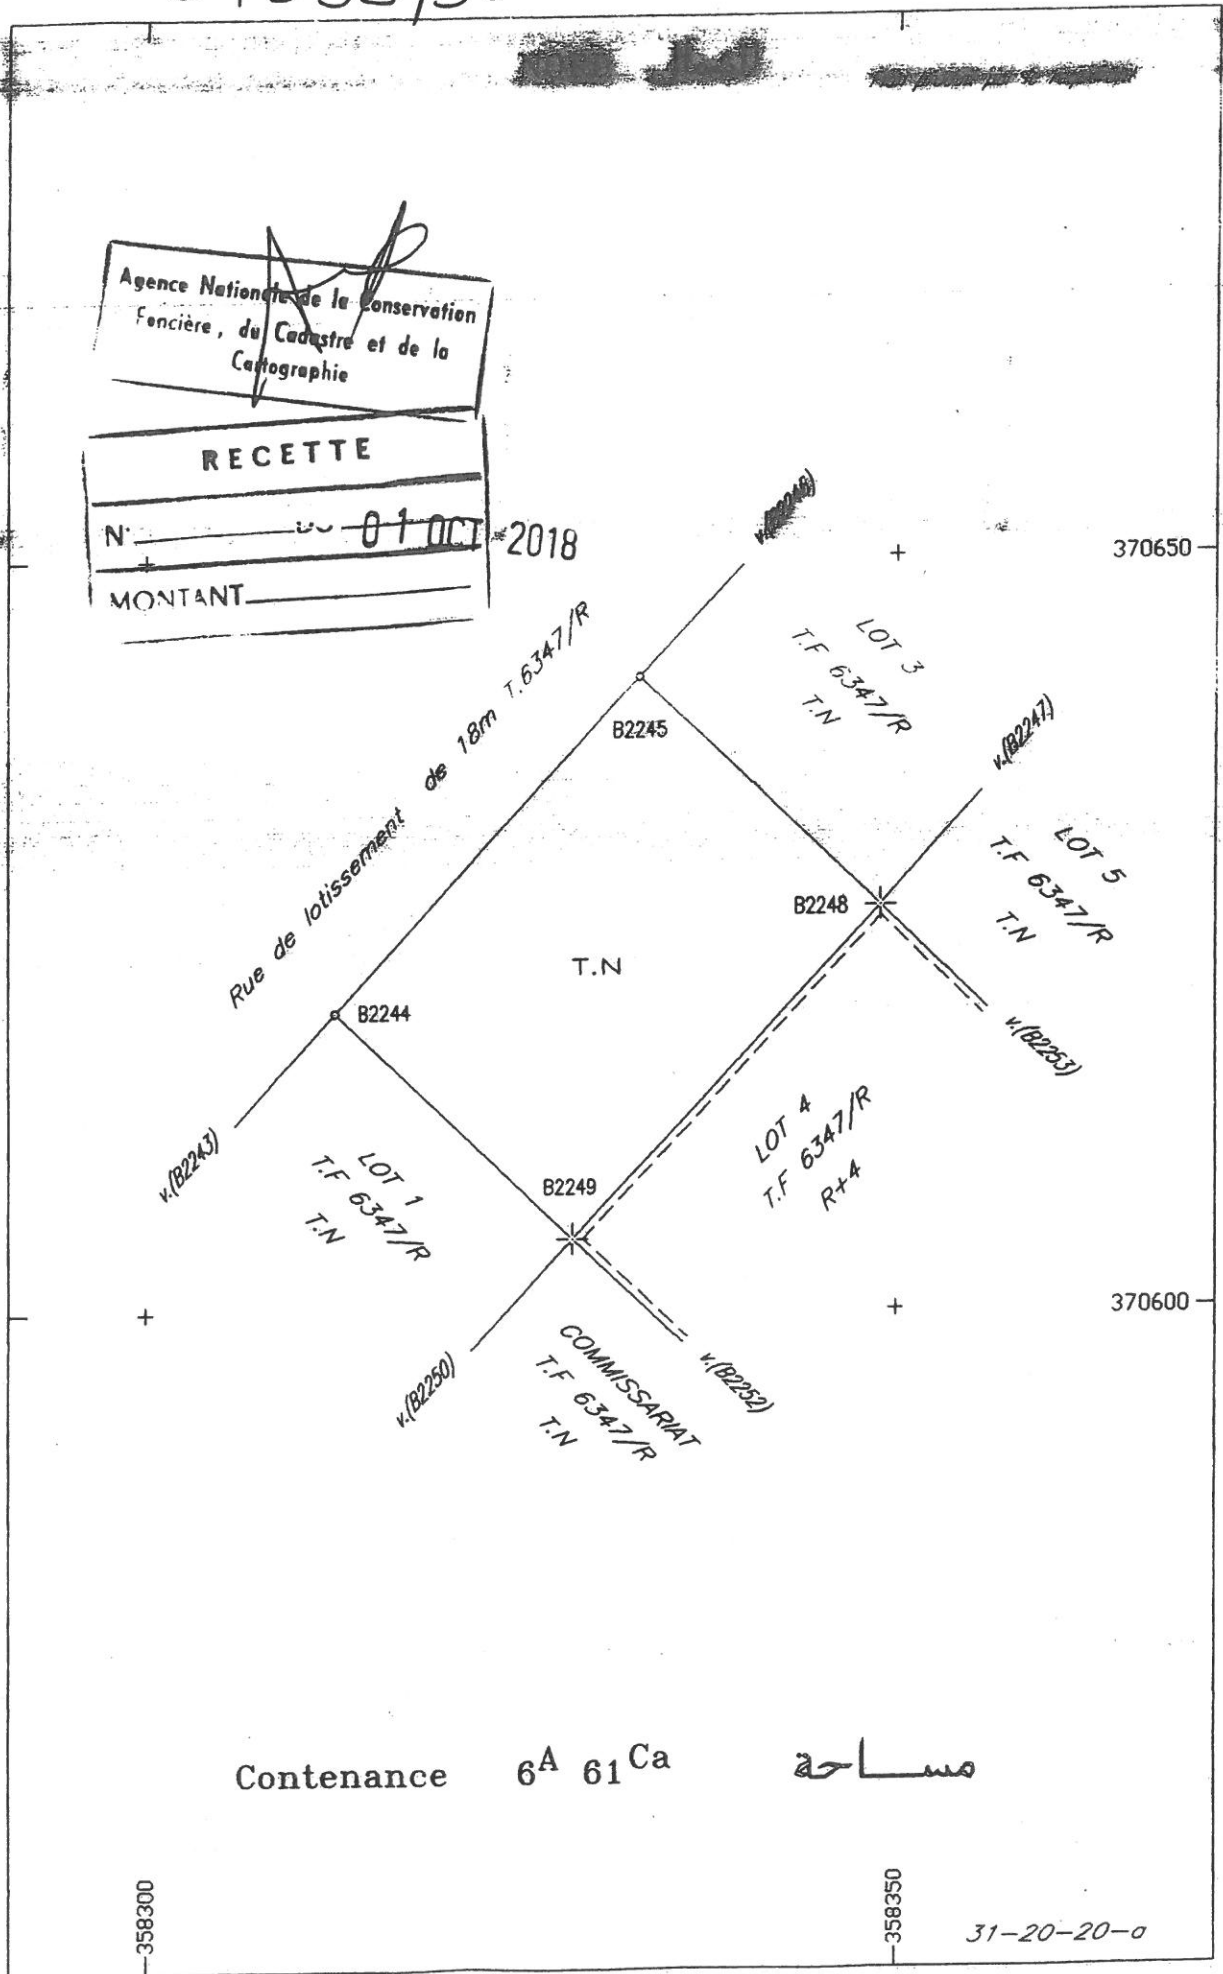 Agence Nationale de la Conservation
Foncière, du Cadastre et de la
Cartographie
RECETTE
N°
01 OCT 2018
MONTANT
370650
Rue de lotissement de 18m T.6347/R
LOT 3
T.F 6347/R
T.N
B2245
v.(B2247)
LOT 5
T.F 6347/R
T.N
B2248
T.N
B2244
v.(B2253)
LOT 4
T.F 6347/R
R+4
v.(B2243)
LOT 1
T.F 6347/R
T.N
B2249
370600
COMMISSARIAT
T.F 6347/R
T.N
v.(B2250)
v.(B2252)
Contenance 6A 61Ca مساحة
358300
358350
31-20-20-a